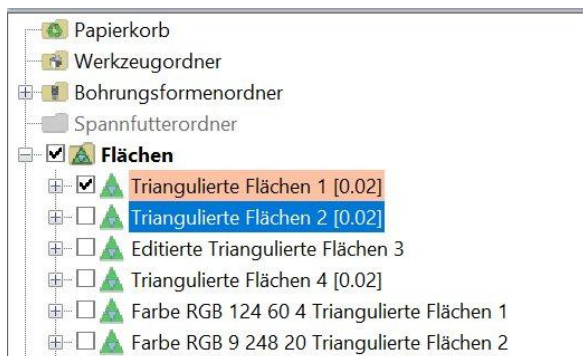 Papierkorb
Werkzeugordner
Bohrungsformenordner
Spannfutterordner
Flächen
Triangulierte Flächen 1 [0.02]
Triangulierte Flächen 2 [0.02]
Editierte Triangulierte Flächen 3
Triangulierte Flächen 4 [0.02]
Farbe RGB 124 60 4 Triangulierte Flächen 1
Farbe RGB 9 248 20 Triangulierte Flächen 2